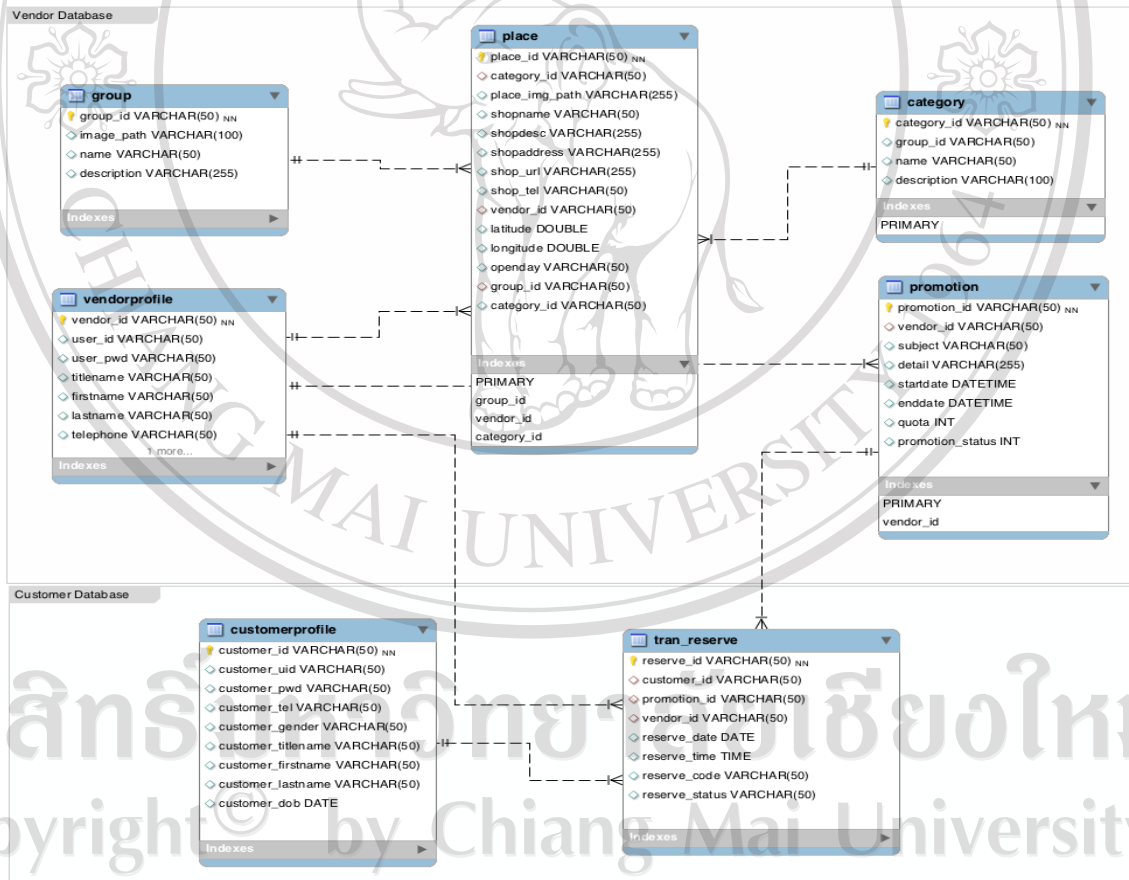 Vendor Database
place
place_id VARCHAR(50) NN
category_id VARCHAR(50)
place_img_path VARCHAR(255)
shopname VARCHAR(50)
shopdesc VARCHAR(255)
shopaddress VARCHAR(255)
shop_url VARCHAR(255)
shop_tel VARCHAR(50)
vendor_id VARCHAR(50)
latitude DOUBLE
longitude DOUBLE
openday VARCHAR(50)
group_id VARCHAR(50)
category_id VARCHAR(50)
Indexes
PRIMARY
group_id
vendor_id
category_id
group
group_id VARCHAR(50) NN
image_path VARCHAR(100)
name VARCHAR(50)
description VARCHAR(255)
Indexes
category
category_id VARCHAR(50) NN
group_id VARCHAR(50)
name VARCHAR(50)
description VARCHAR(100)
Indexes
PRIMARY
vendorprofile
vendor_id VARCHAR(50) NN
user_id VARCHAR(50)
user_pwd VARCHAR(50)
titlename VARCHAR(50)
firstname VARCHAR(50)
lastname VARCHAR(50)
telephone VARCHAR(50)
1 more...
Indexes
promotion
promotion_id VARCHAR(50) NN
vendor_id VARCHAR(50)
subject VARCHAR(50)
detail VARCHAR(255)
startdate DATETIME
enddate DATETIME
quota INT
promotion_status INT
Indexes
PRIMARY
vendor_id
CHIANG MAI UNIVERSITY 1964
Customer Database
customerprofile
customer_id VARCHAR(50) NN
customer_uid VARCHAR(50)
customer_pwd VARCHAR(50)
customer_tel VARCHAR(50)
customer_gender VARCHAR(50)
customer_titlename VARCHAR(50)
customer_firstname VARCHAR(50)
customer_lastname VARCHAR(50)
customer_dob DATE
Indexes
tran_reserve
reserve_id VARCHAR(50) NN
customer_id VARCHAR(50)
promotion_id VARCHAR(50)
vendor_id VARCHAR(50)
reserve_date DATE
reserve_time TIME
reserve_code VARCHAR(50)
reserve_status VARCHAR(50)
Indexes
pyright© by Chiang Mai University